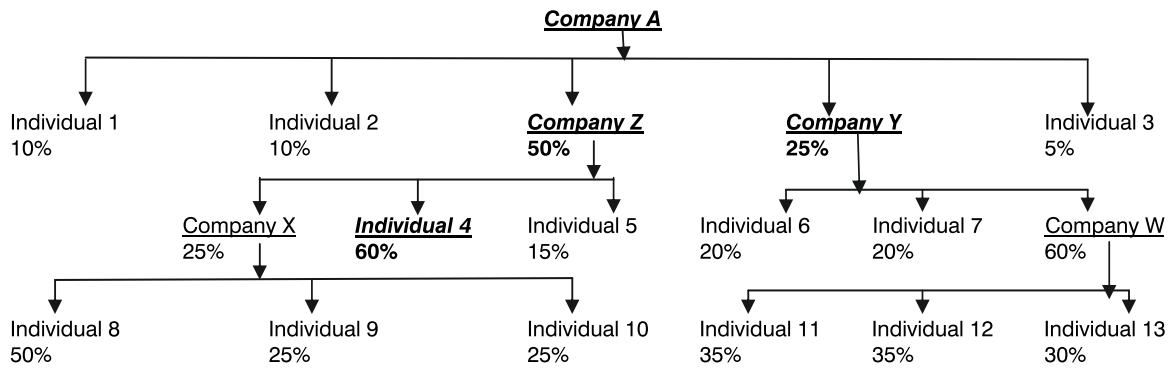 Company A
Individual 1
10%
Individual 2
10%
Company Z
50%
Company Y
25%
Individual 3
5%
Company X
25%
Individual 4
60%
Individual 5
15%
Individual 6
20%
Individual 7
20%
Company W
60%
Individual 8
50%
Individual 9
25%
Individual 10
25%
Individual 11
35%
Individual 12
35%
Individual 13
30%